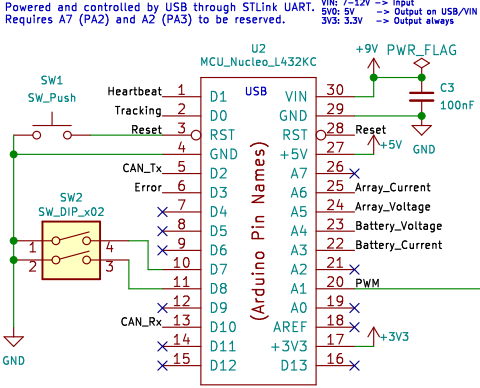 Powered and controlled by USB through STLink UART.
Requires A7 (PA2) and A2 (PA3) to be reserved.
VIN: 7-12V -> Input
5V0: 5V -> Output on USB/VIN
3V3: 3.3V -> Output always
+9V PWR_FLAG
U2
MCU_Nucleo_L432KC
SW1
SW_Push
C3
100nF
GND
USB
(Arduino Pin Names)
Heartbeat 1 D1 VIN 30
Tracking 2 D0 GND 29
Reset 3 RST RST 28 Reset
4 GND +5V 27 +5V
CAN_Tx 5 D2 A7 26
Error 6 D3 A6 25 Array_Current
7 D4 A5 24 Array_Voltage
8 D5 A4 23 Battery_Voltage
9 D6 A3 22 Battery_Current
10 D7 A2 21
11 D8 A1 20 PWM
12 D9 A0 19
CAN_Rx 13 D10 AREF 18
14 D11 +3V3 17 +3V3
15 D12 D13 16
SW2
SW_DIP_x02
1 4
2 3
GND